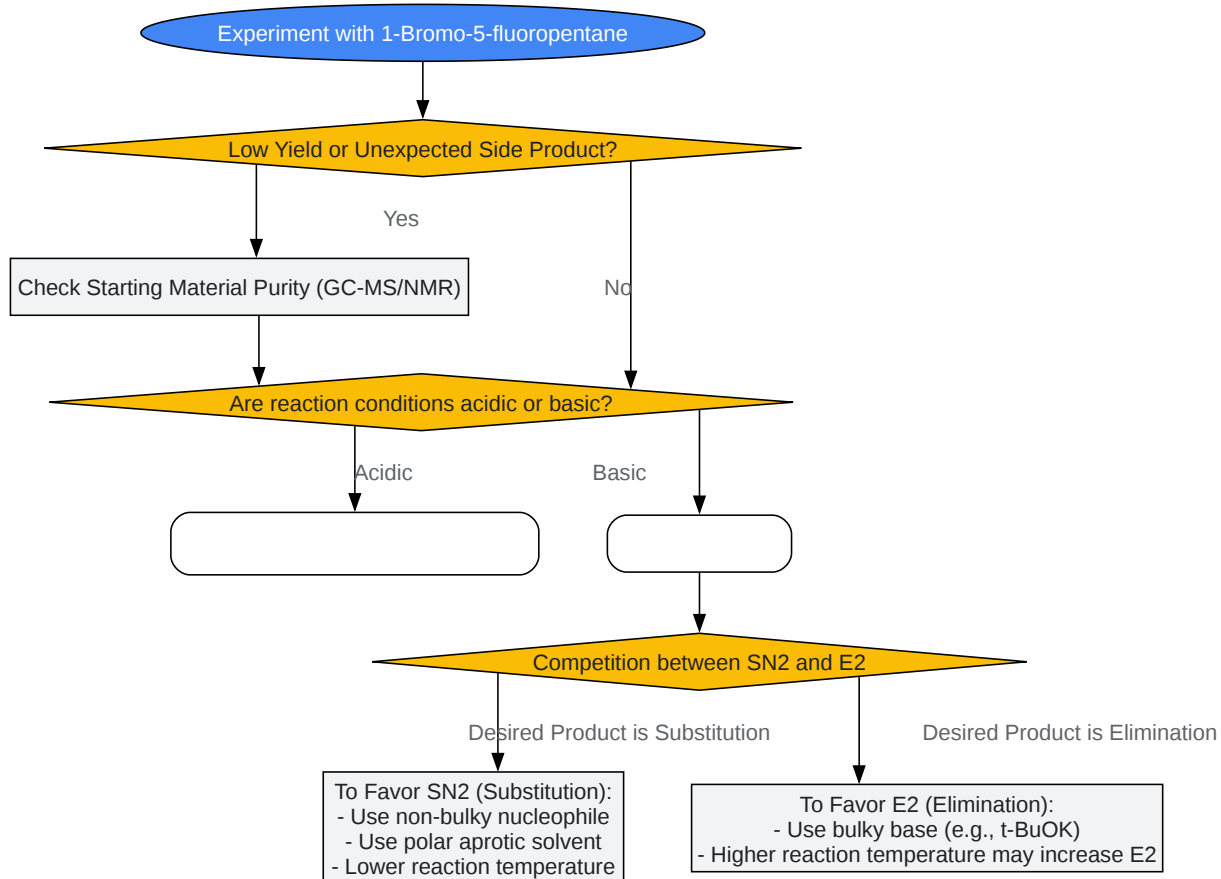 Experiment with 1-Bromo-5-fluoropentane
Low Yield or Unexpected Side Product?
Yes
Check Starting Material Purity (GC-MS/NMR)
No
Are reaction conditions acidic or basic?
Acidic
Basic
Competition between SN2 and E2
Desired Product is Substitution
Desired Product is Elimination
To Favor SN2 (Substitution):
- Use non-bulky nucleophile
- Use polar aprotic solvent
- Lower reaction temperature
To Favor E2 (Elimination):
- Use bulky base (e.g., t-BuOK)
- Higher reaction temperature may increase E2